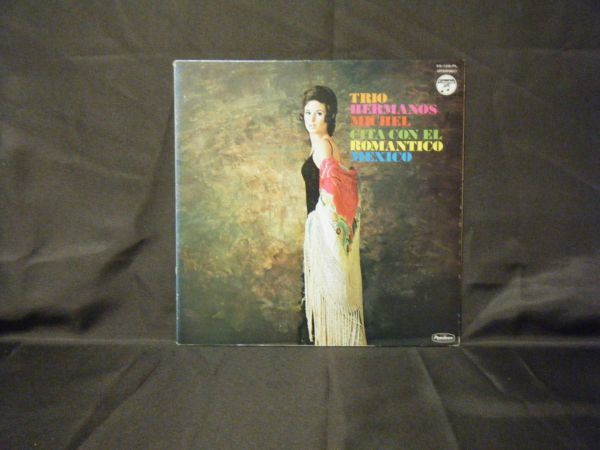 TRIO
HERMANOS
MICHEL
CITA CON EL
ROMANTICO
MEXICO